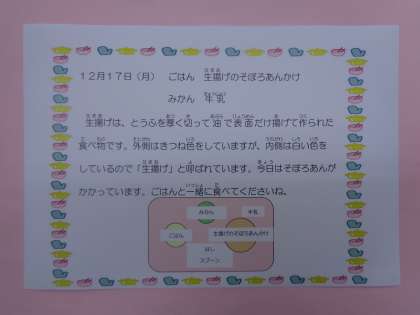 12月17日（月）　ごはん　生揚げのそぼろあんかけ
みかん　牛乳
生揚げは、とうふを厚く切って油で表面だけ揚げて作られた
食べ物です。外側はきつね色をしていますが、内側は白い色を
しているので「生揚げ」と呼ばれています。今日はそぼろあんが
かかっています。ごはんと一緒に食べてくださいね。
みかん　牛乳
ごはん　生揚げのそぼろあんかけ
はし
スプーン